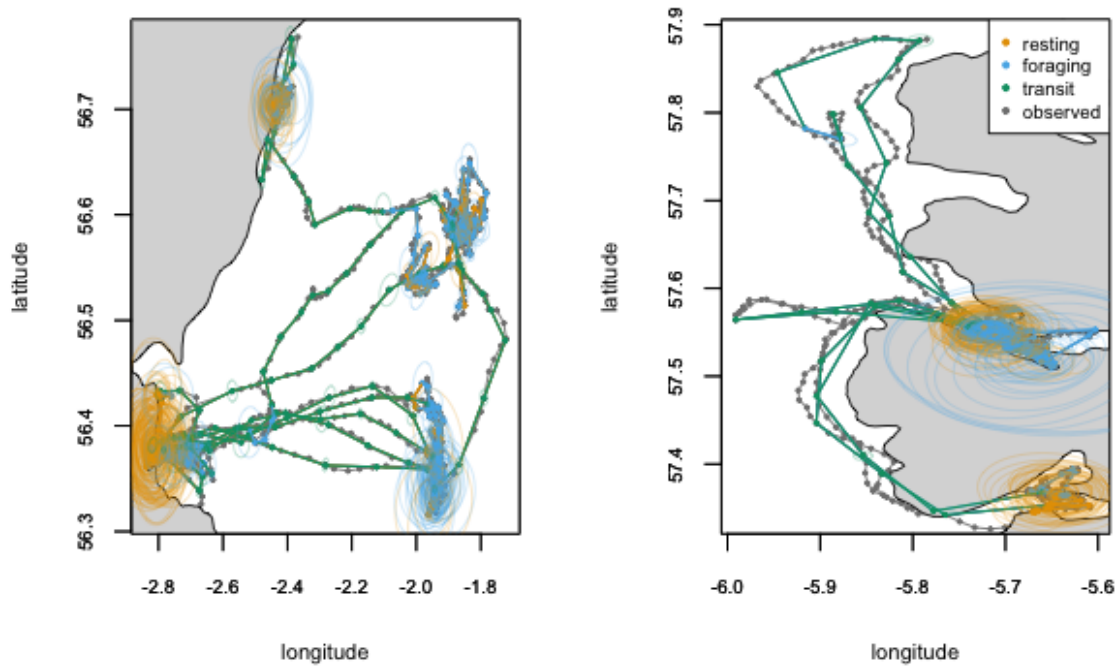 56.7
56.6
56.5
56.4
56.3
latitude
-2.8 -2.6 -2.4 -2.2 -2.0 -1.8
longitude
57.9
57.8
57.7
57.6
57.5
57.4
latitude
-6.0 -5.9 -5.8 -5.7 -5.6
longitude
resting
foraging
transit
observed